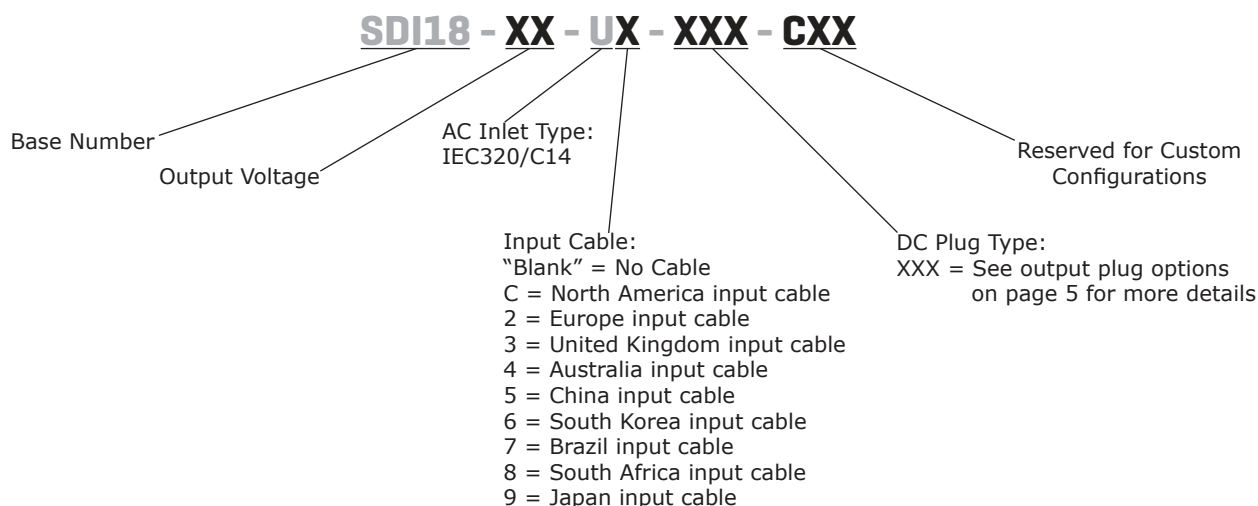 SDI18 - XX - UX - XXX - CXX
Base Number
Output Voltage
AC Inlet Type:
IEC320/C14
Reserved for Custom
Configurations
Input Cable:
“Blank” = No Cable
C = North America input cable
2 = Europe input cable
3 = United Kingdom input cable
4 = Australia input cable
5 = China input cable
6 = South Korea input cable
7 = Brazil input cable
8 = South Africa input cable
9 = Japan input cable
DC Plug Type:
XXX = See output plug options
on page 5 for more details